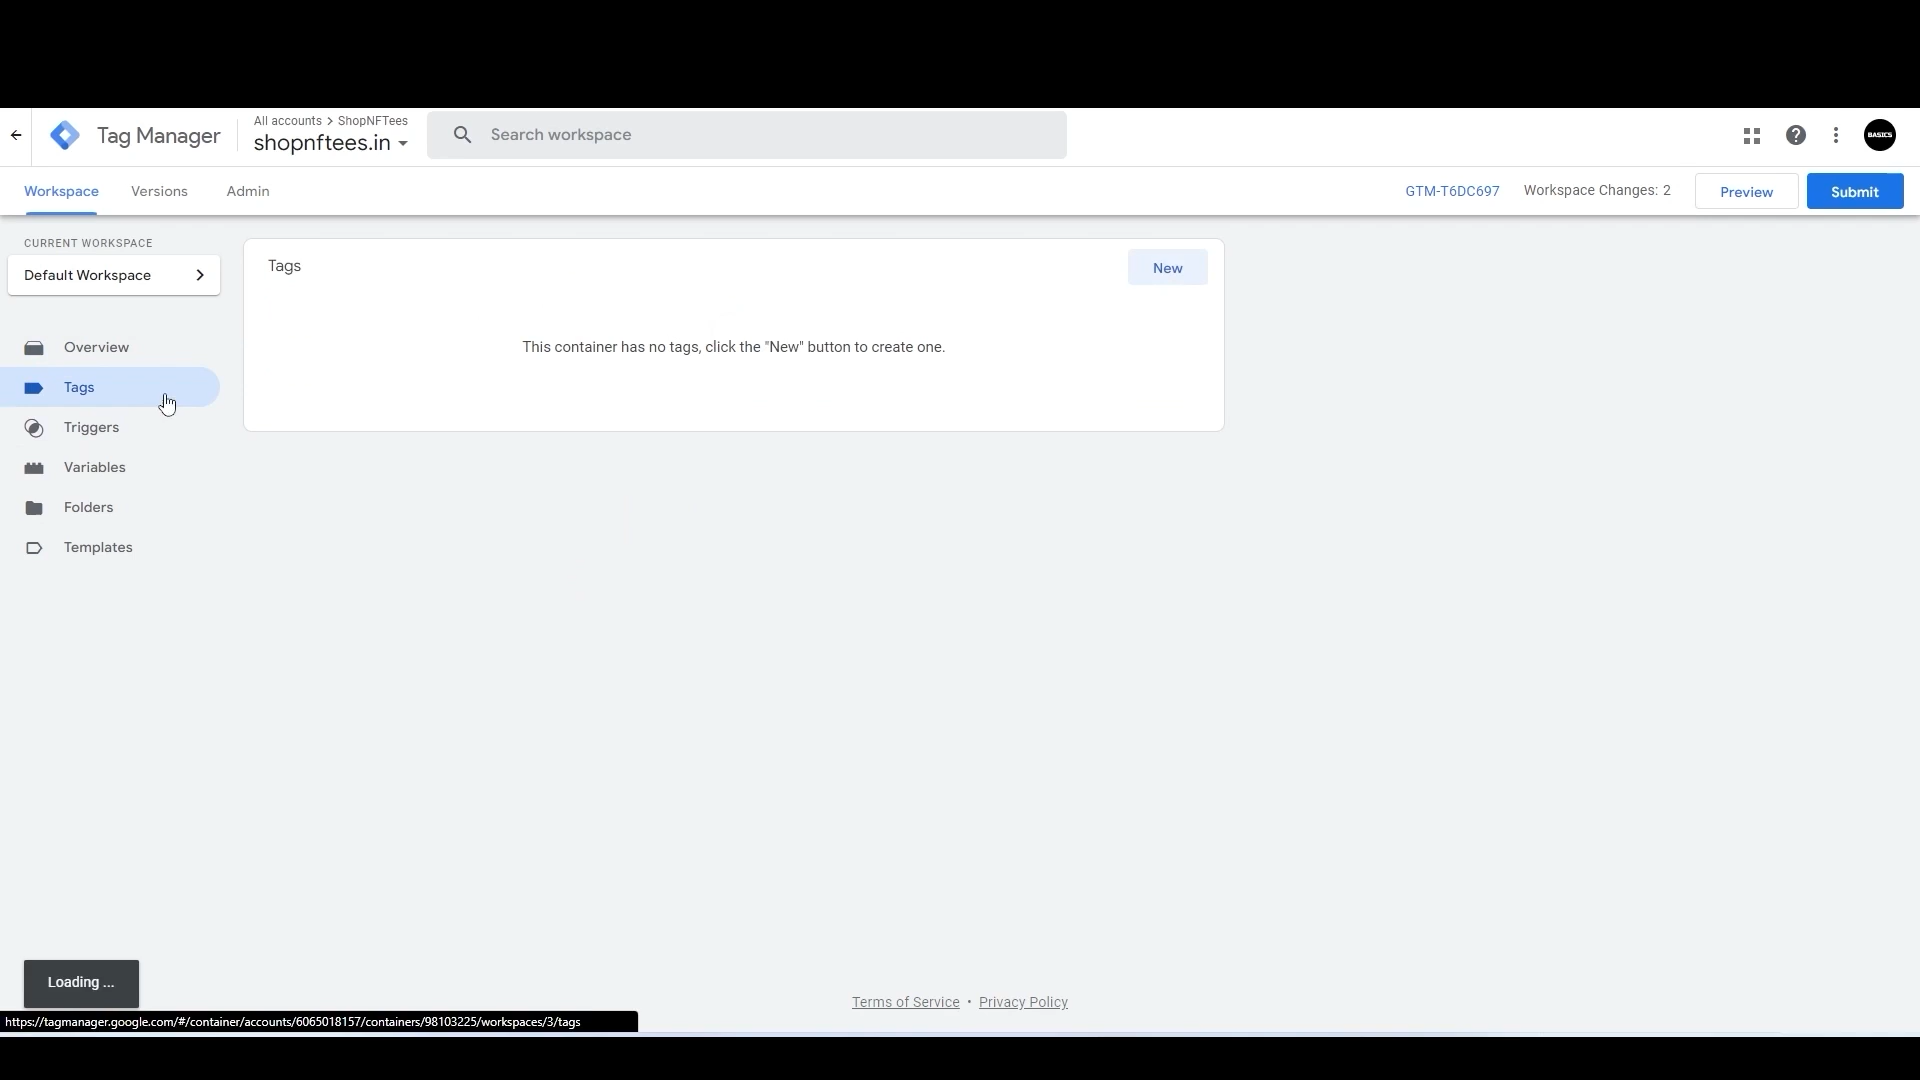 Tag Manager
All accounts > ShopNFTees
shopnftees.in
Search workspace
BASICS
Workspace
Versions
Admin
GTM-T6DC697
Workspace Changes: 2
Preview
Submit
CURRENT WORKSPACE
Default Workspace
Overview
Tags
Triggers
Variables
Folders
Templates
Tags
New
This container has no tags, click the "New" button to create one.
Loading ...
Terms of Service • Privacy Policy
https://tagmanager.google.com/#/container/accounts/6065018157/containers/98103225/workspaces/3/tags